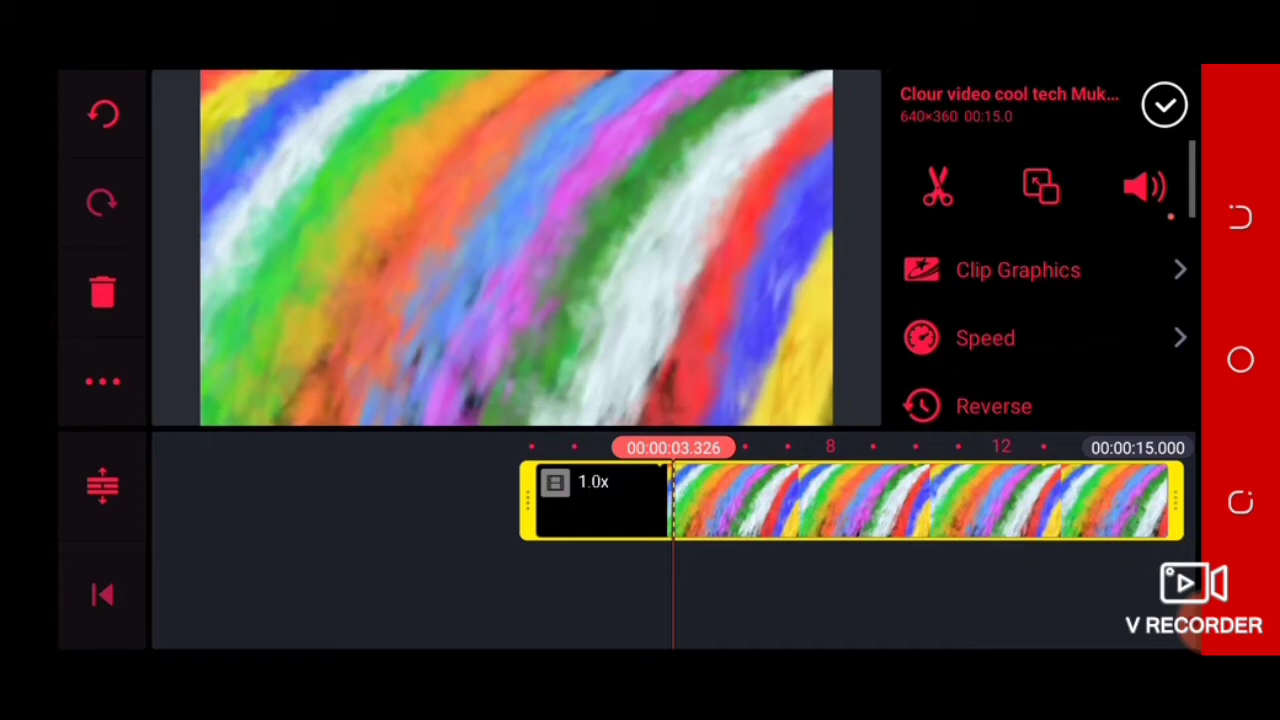 Clour video cool tech Muk...
640×360 00:15.0
Clip Graphics
Speed
Reverse
00:00:03.326
8
12
00:00:15.000
1.0x
V RECORDER